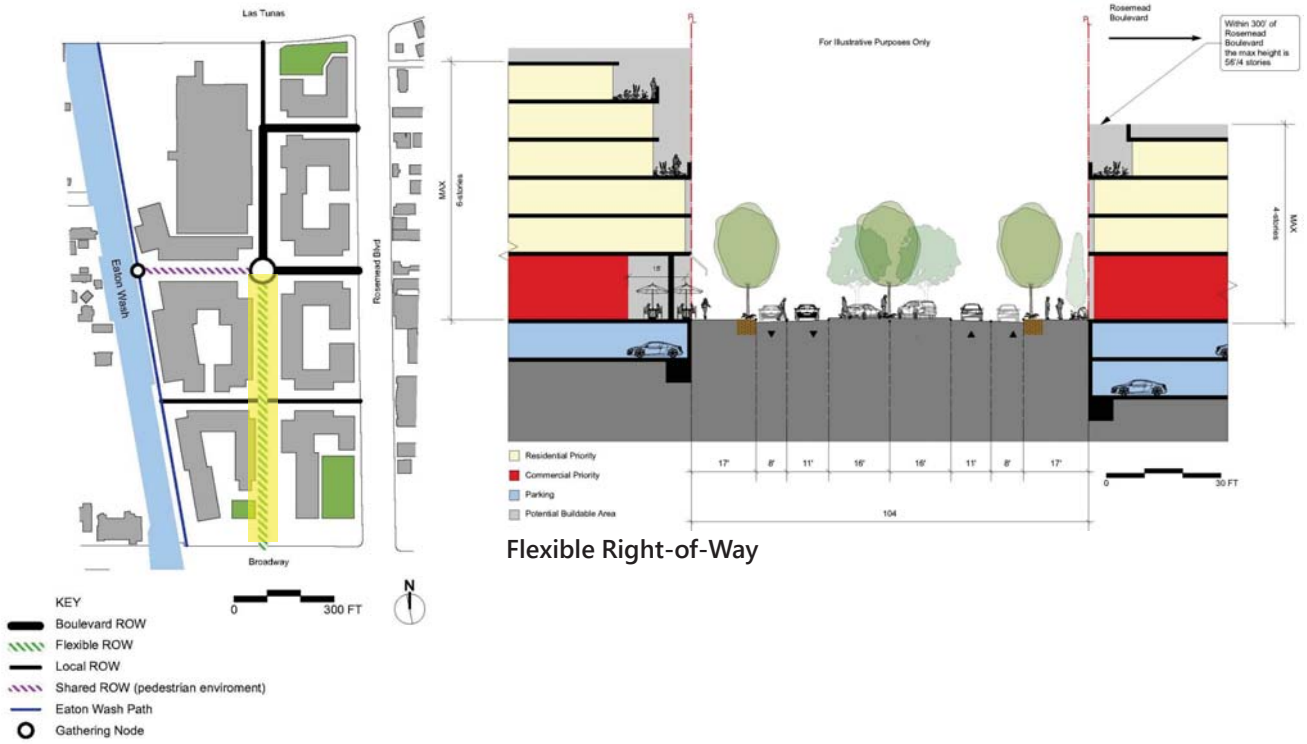 Las Tunas
Eaton Wash
Rosemead Blvd
Broadway
0 300 FT
N
KEY
Boulevard ROW
Flexible ROW
Local ROW
Shared ROW (pedestrian enviroment)
Eaton Wash Path
Gathering Node
For Illustrative Purposes Only
Rosemead
Boulevard
Within 300' of
Rosemead
Boulevard
the max height is
56'/4 stories
MAX
6-stories
MAX
4-stories
18'
Residential Priority
Commercial Priority
Parking
Potential Buildable Area
17' 8' 11' 16' 16' 11' 8' 17'
104
0 30 FT
Flexible Right-of-Way